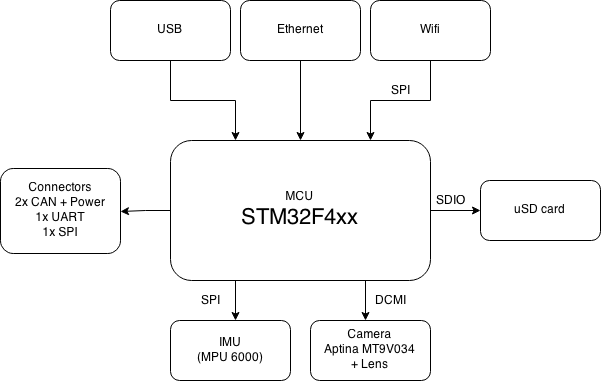 USB
Ethernet
Wifi
SPI
Connectors
2x CAN + Power
1x UART
1x SPI
MCU
STM32F4xx
SDIO
uSD card
SPI
DCMI
IMU
(MPU 6000)
Camera
Aptina MT9V034
+ Lens